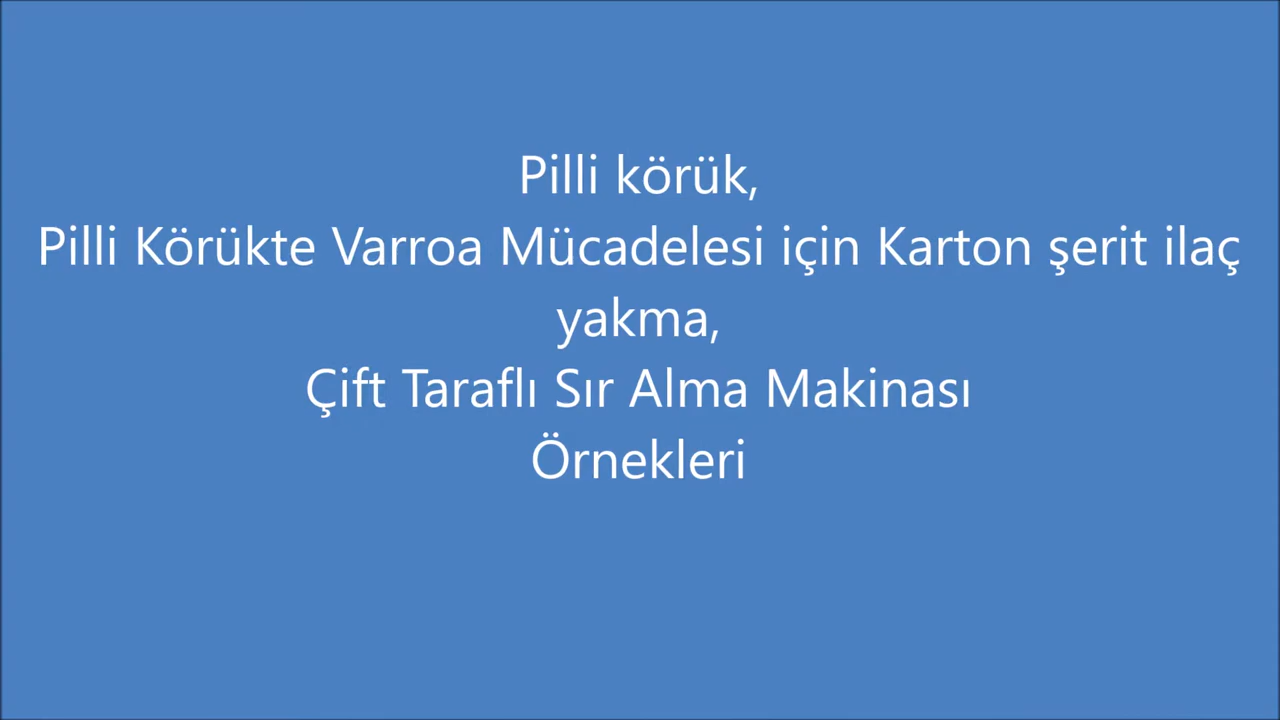 Pilli körük,
Pilli Körükte Varroa Mücadelesi için Karton şerit ilaç
yakma,
Çift Taraflı Sır Alma Makinası
Örnekleri